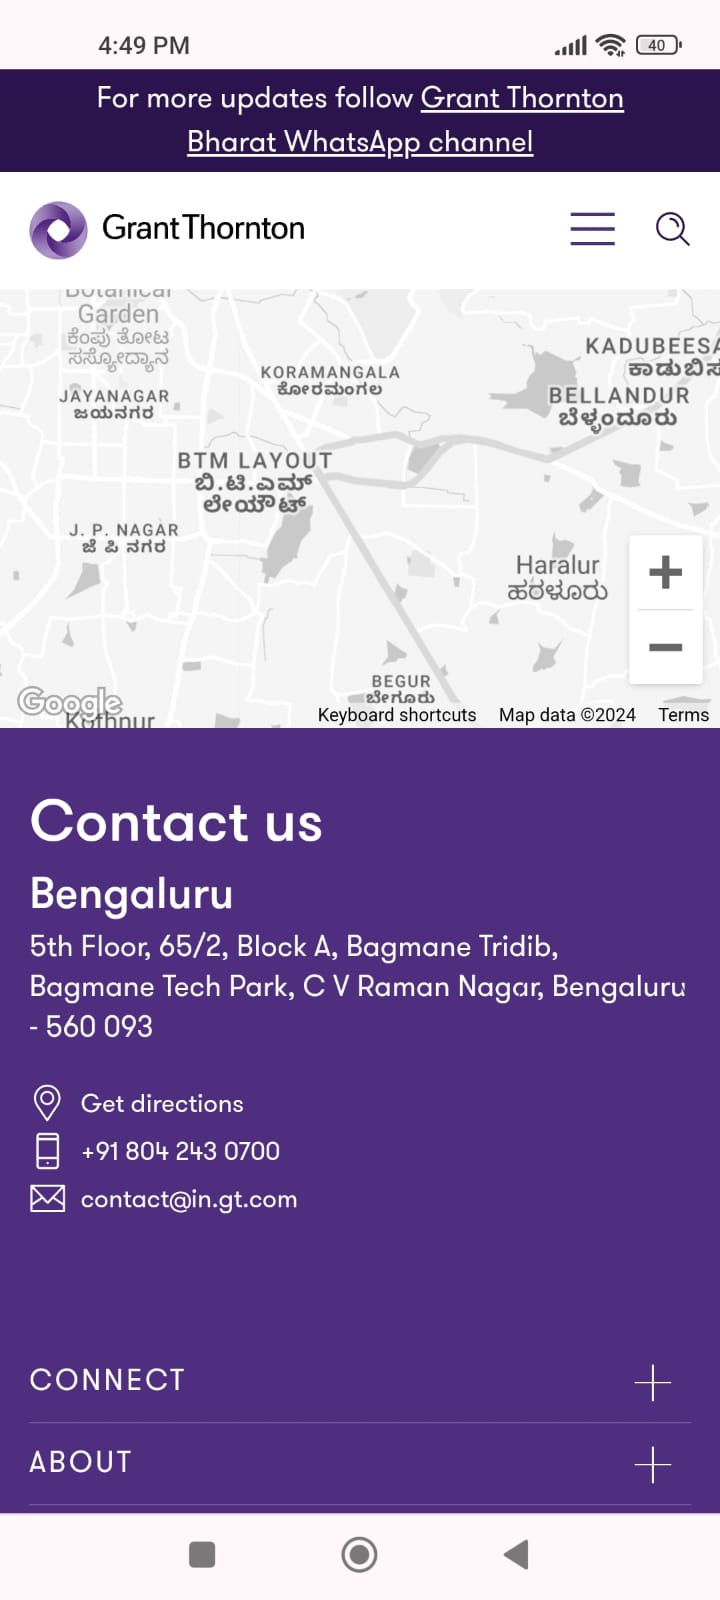 4:49 PM
40
For more updates follow Grant Thornton
Bharat WhatsApp channel
Grant Thornton
Botanical
Garden
ಕೆಂಪು ತೋಟ
ಸಸ್ಯೋದ್ಯಾನ
KORAMANGALA
ಕೋರಮಂಗಲ
KADUBEESA
ಕಾಡುಬಿಸ
JAYANAGAR
ಜಯನಗರ
BELLANDUR
ಬೆಳ್ಳಂದೂರು
BTM LAYOUT
ಬಿ.ಟಿ.ಎಮ್
ಲೇಯೌಟ್
J. P. NAGAR
ಜೆ ಪಿ ನಗರ
Haralur
ಹರಳೂರು
BEGUR
ಬೇಗೂರು
Google
Kothnur
Keyboard shortcuts Map data ©2024 Terms
Contact us
Bengaluru
5th Floor, 65/2, Block A, Bagmane Tridib,
Bagmane Tech Park, C V Raman Nagar, Bengaluru
- 560 093
Get directions
+91 804 243 0700
contact@in.gt.com
CONNECT
ABOUT